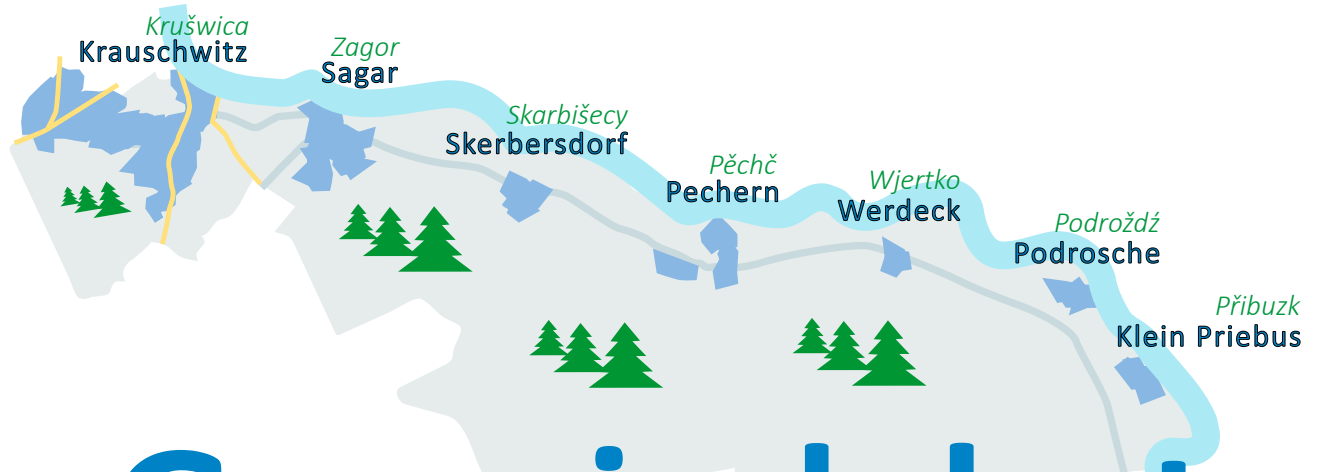 Krušwica
Krauschwitz
Zagor
Sagar
Skarbišecy
Skerbersdorf
Pěchč
Pechern
Wjertko
Werdeck
Podroždź
Podrosche
Přibuzk
Klein Priebus